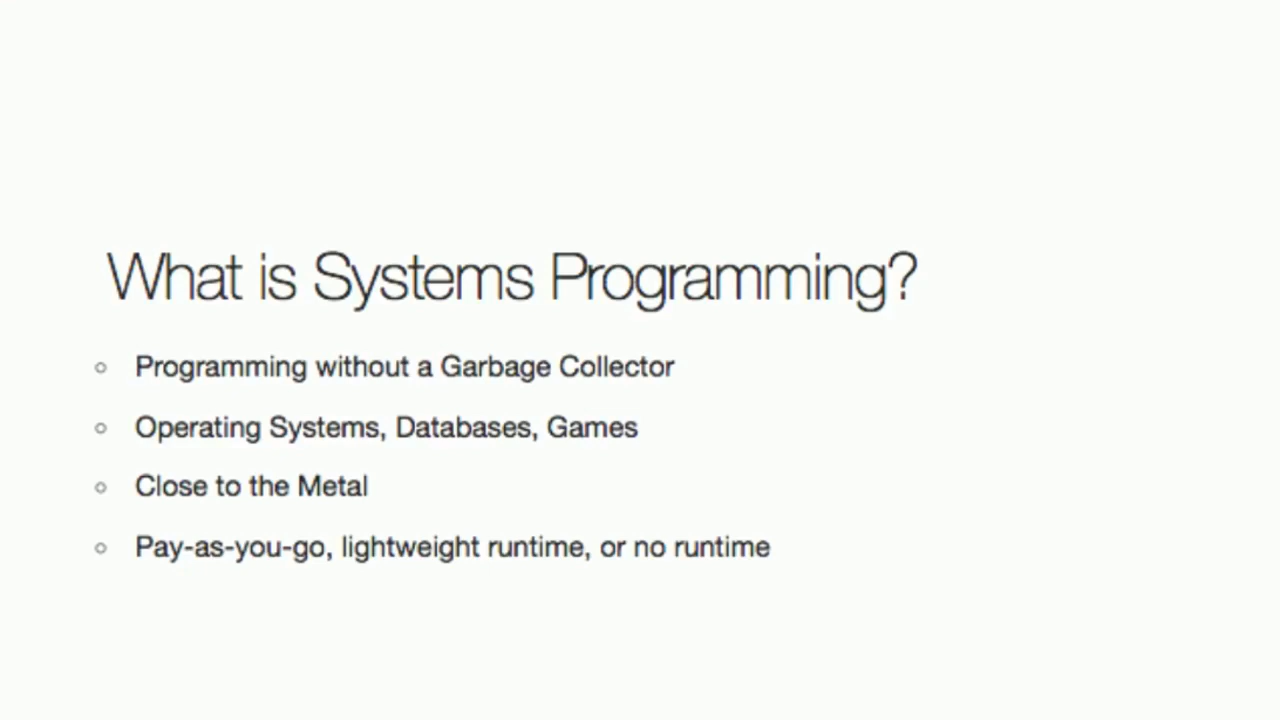 What is Systems Programming?
Programming without a Garbage Collector
Operating Systems, Databases, Games
Close to the Metal
Pay-as-you-go, lightweight runtime, or no runtime